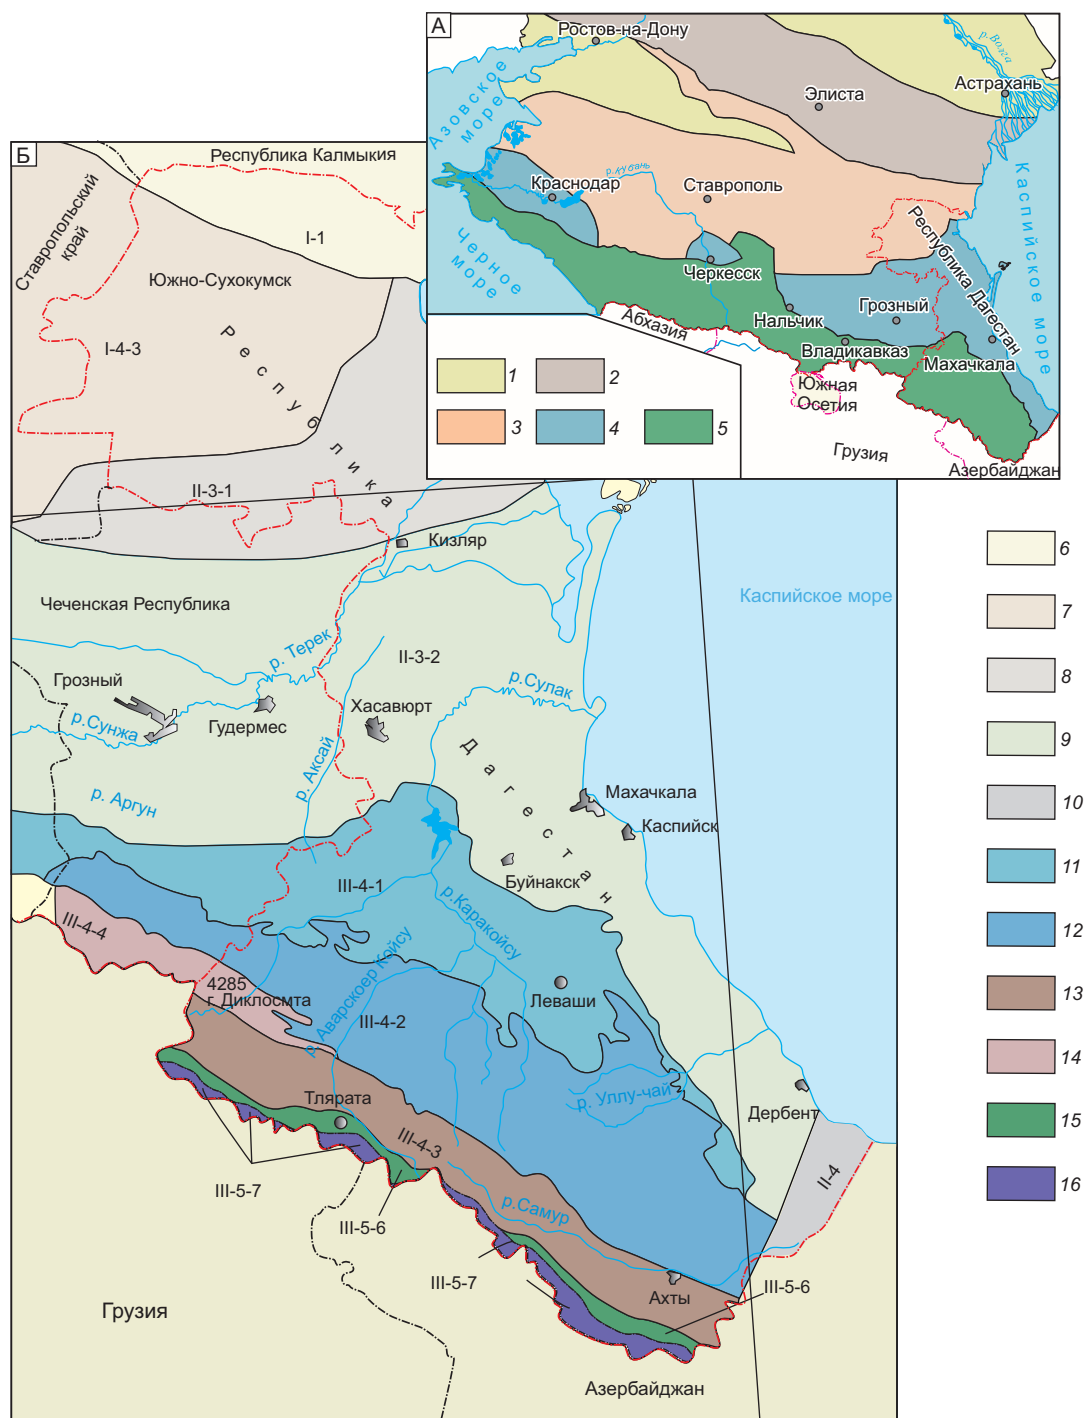 А
Ростов-на-Дону
р.Волга
Астрахань
Элиста
Азовское
море
Краснодар
р.Кубань
Ставрополь
Каспийское море
Республика Дагестан
Черкесск
Черное
море
Грозный
Нальчик
Абхазия
Владикавказ
Махачкала
Южная
Осетия
Грузия
Азербайджан
1
2
3
4
5
Б
Республика Калмыкия
Ставропольский
край
I-1
Южно-Сухокумск
Республика
I-4-3
II-3-1
Кизляр
Каспийское море
Чеченская Республика
р. Терек
II-3-2
Грозный
р.Сунжа
Гудермес
Хасавюрт
р.Сулак
р. Аксай
р. Аргун
Дагестан
Махачкала
Каспийск
Буйнакск
III-4-1
р.Каракойсу
III-4-4
4285
г. Диклосмта
р. Аварскоер Койсу
Леваши
III-4-2
р. Уллу-чай
Дербент
Тлярата
III-4-3
II-4
III-5-7
III-5-6
р.Самур
III-5-7
Ахты
III-5-6
Грузия
Азербайджан
6
7
8
9
10
11
12
13
14
15
16